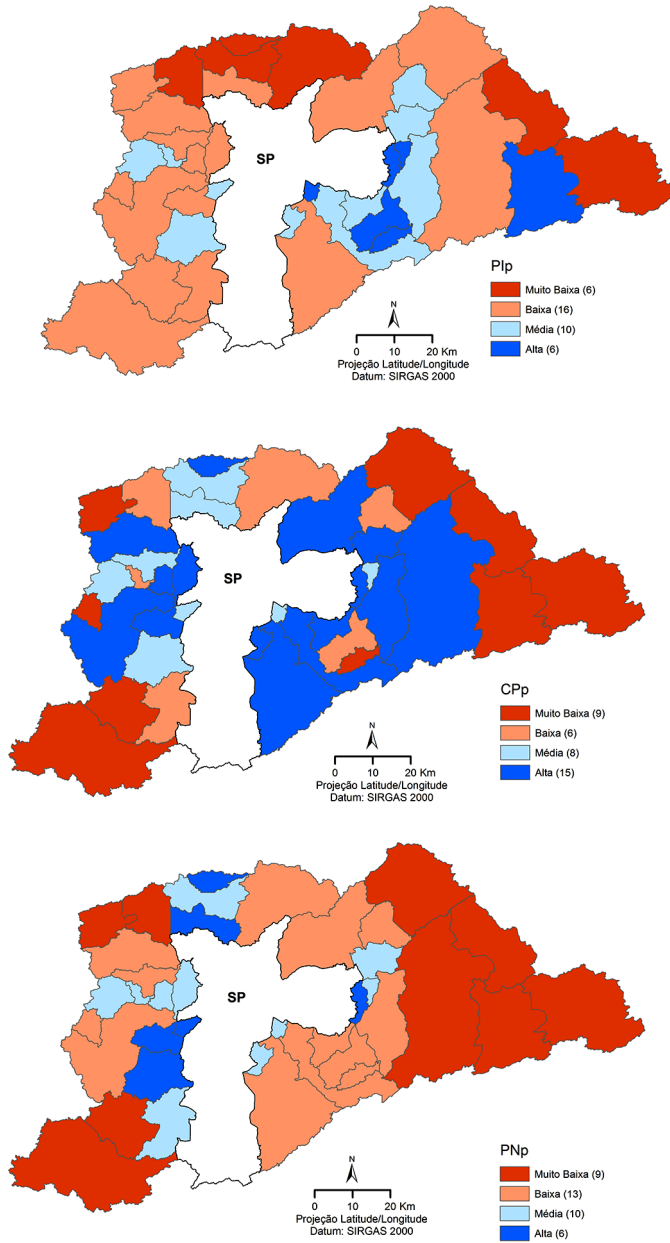 SP
PIp
Muito Baixa (6)
Baixa (16)
Média (10)
Alta (6)
N
0 10 20 Km
Projeção Latitude/Longitude
Datum: SIRGAS 2000
SP
CPp
Muito Baixa (9)
Baixa (6)
Média (8)
Alta (15)
N
0 10 20 Km
Projeção Latitude/Longitude
Datum: SIRGAS 2000
SP
PNp
Muito Baixa (9)
Baixa (13)
Média (10)
Alta (6)
N
0 10 20 Km
Projeção Latitude/Longitude
Datum: SIRGAS 2000